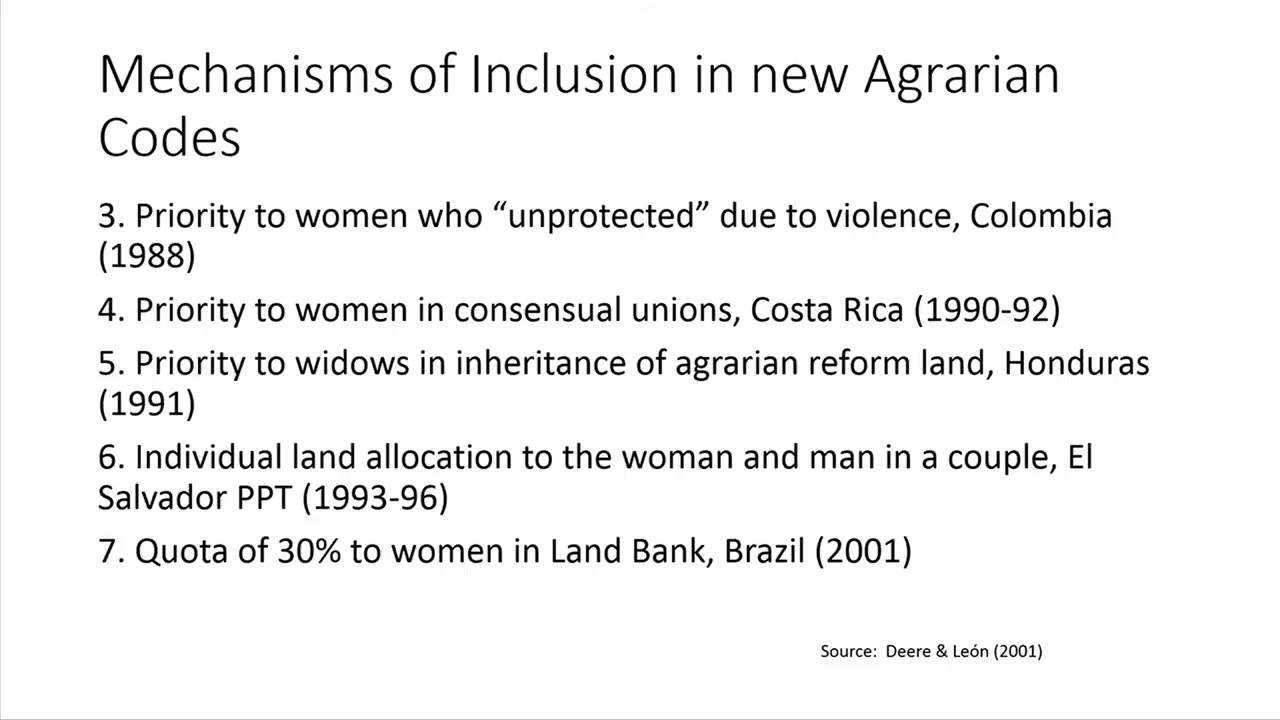 Mechanisms of Inclusion in new Agrarian
Codes
3. Priority to women who “unprotected” due to violence, Colombia
(1988)
4. Priority to women in consensual unions, Costa Rica (1990-92)
5. Priority to widows in inheritance of agrarian reform land, Honduras
(1991)
6. Individual land allocation to the woman and man in a couple, El
Salvador PPT (1993-96)
7. Quota of 30% to women in Land Bank, Brazil (2001)
Source:  Deere & León (2001)